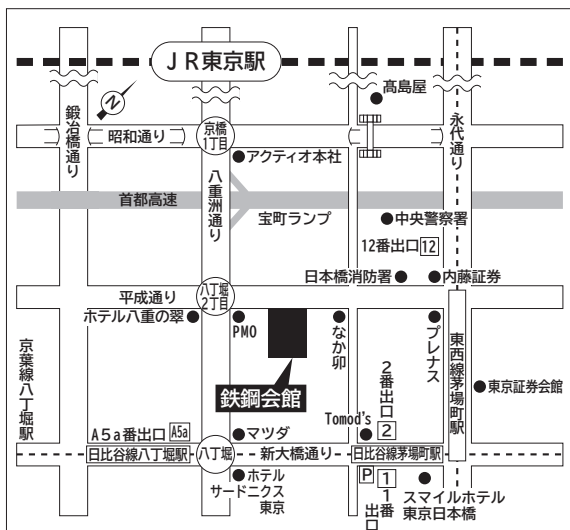 JR東京駅
髙島屋
N
鍛冶橋通り
昭和通り
京橋
1丁目
永代通り
アクティオ本社
八重洲通り
首都高速
宝町ランプ
中央警察署
12番出口 12
日本橋消防署
内藤証券
平成通り
八丁堀
2丁目
ホテル八重の翠
PMO
なか卯
プレナス
東西線茅場町駅
京葉線八丁堀駅
鉄鋼会館
2番出口
2
東京証券会館
Tomod's
A5a番出口 A5a
マツダ
日比谷線八丁堀駅
八丁堀
新大橋通り
日比谷線茅場町駅
ホテル
サードニクス
東京
P
1
1番出口
スマイルホテル
東京日本橋